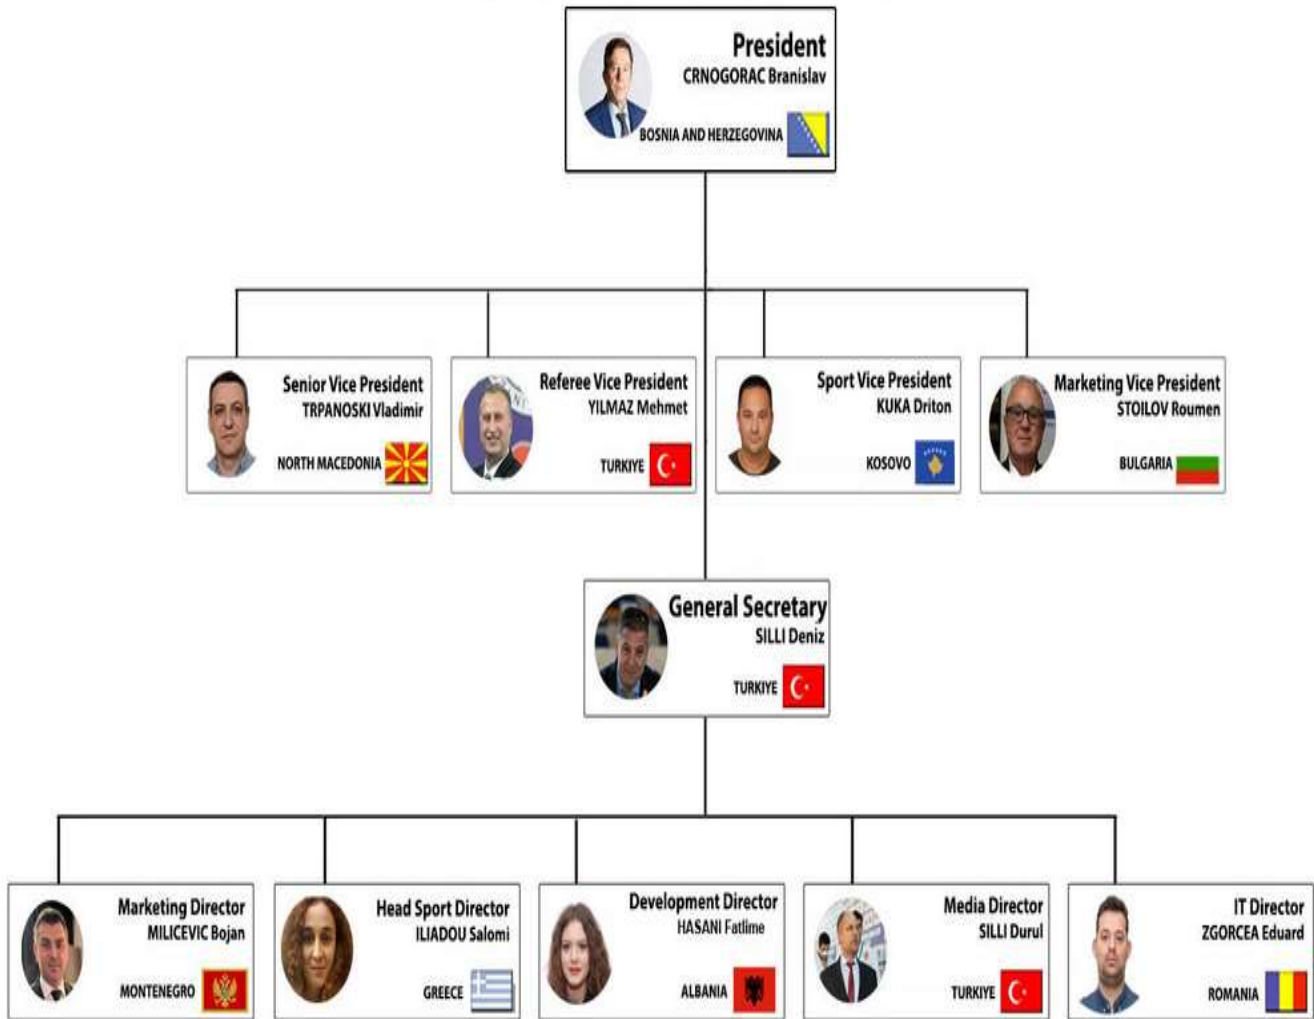 President
CRNOGORAC Branislav
BOSNIA AND HERZEGOVINA
Senior Vice President
TRPANOSKI Vladimir
NORTH MACEDONIA
Referee Vice President
YILMAZ Mehmet
TURKIYE
Sport Vice President
KUKA Driton
KOSOVO
Marketing Vice President
STOILOV Roumen
BULGARIA
General Secretary
SILLI Deniz
TURKIYE
Marketing Director
MILICEVIC Bojan
MONTENEGRO
Head Sport Director
ILIADOU Salomi
GREECE
Development Director
HASANI Fatlime
ALBANIA
Media Director
SILLI Durul
TURKIYE
IT Director
ZGORCEA Eduard
ROMANIA